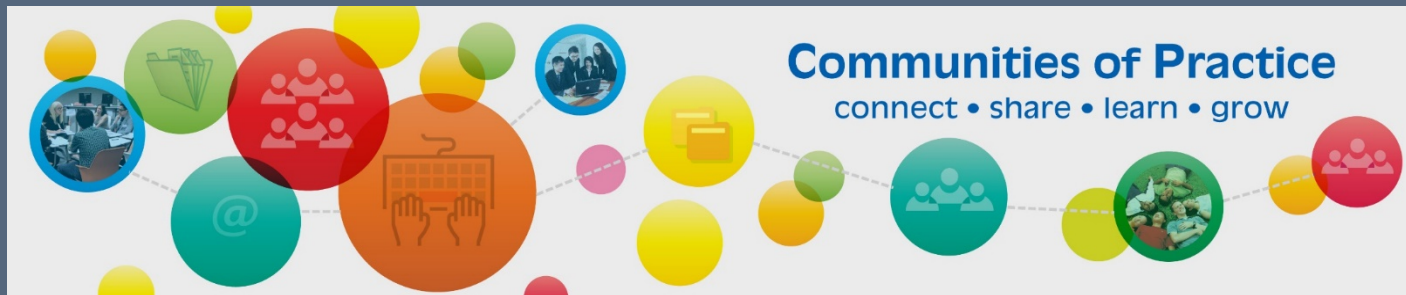 Communities of Practice
connect • share • learn • grow
@